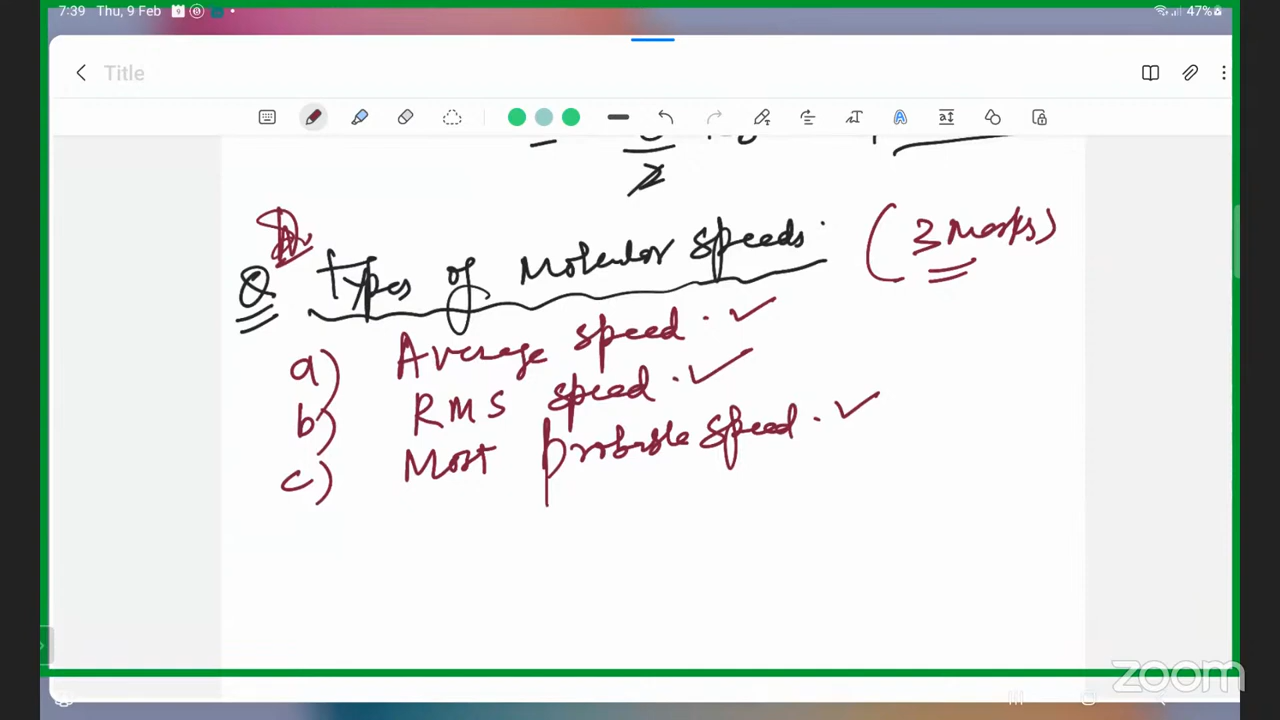 7:39 Thu, 9 Feb
47%
Title
2
Q Types of Molecular Speeds. (3 Marks)
a) Average speed.
b) RMS speed.
c) Most probable speed.
zoom